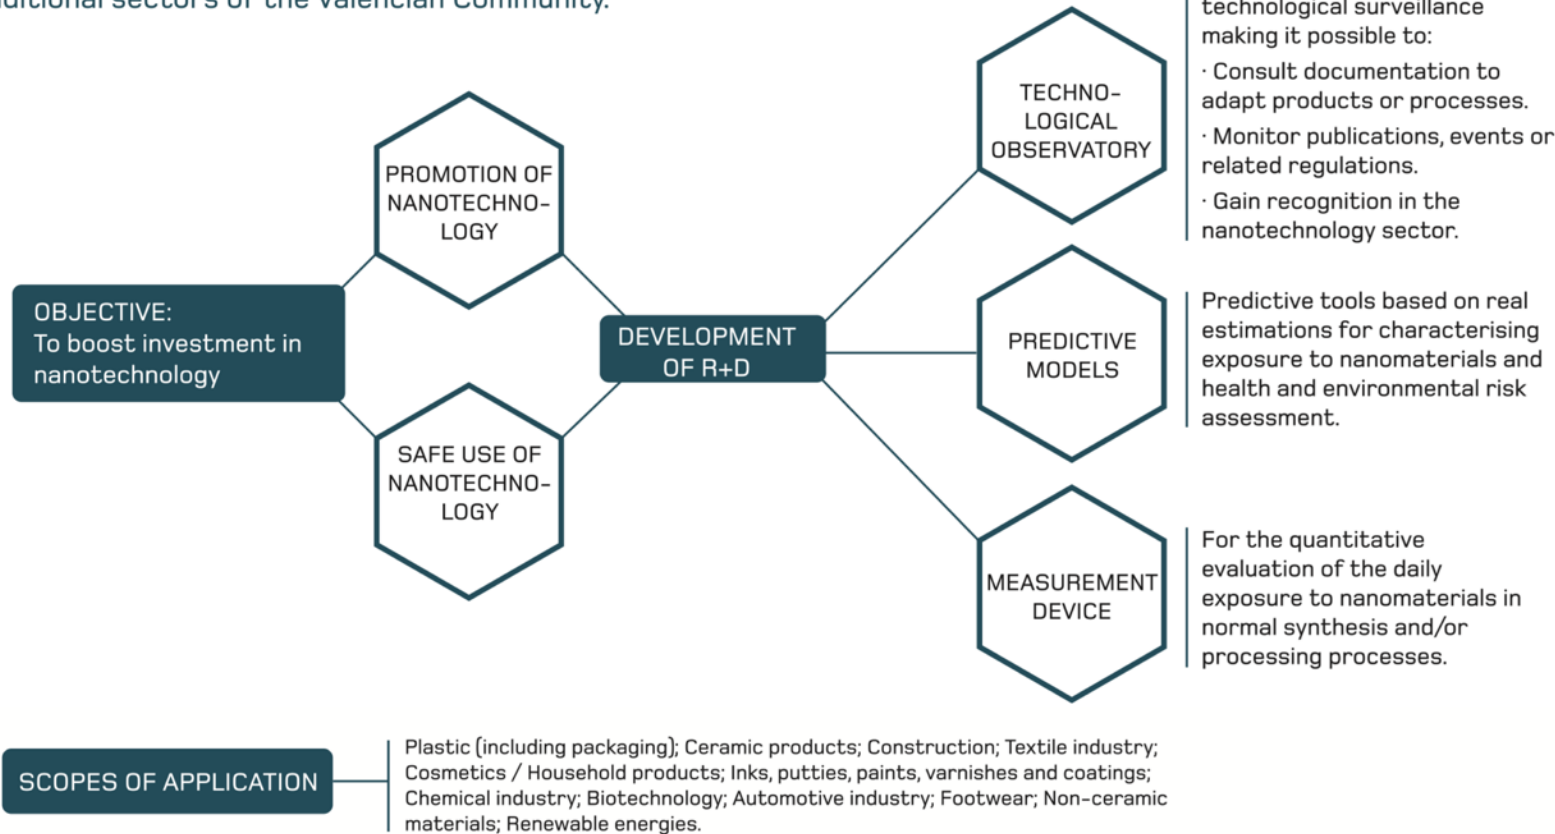 ditional sectors of the Valencian Community.
technological surveillance
making it possible to:
· Consult documentation to
adapt products or processes.
· Monitor publications, events or
related regulations.
· Gain recognition in the
nanotechnology sector.
TECHNO-
LOGICAL
OBSERVATORY
PROMOTION OF
NANOTECHNO-
LOGY
OBJECTIVE:
To boost investment in
nanotechnology
DEVELOPMENT
OF R+D
PREDICTIVE
MODELS
Predictive tools based on real
estimations for characterising
exposure to nanomaterials and
health and environmental risk
assessment.
SAFE USE OF
NANOTECHNO-
LOGY
MEASUREMENT
DEVICE
For the quantitative
evaluation of the daily
exposure to nanomaterials in
normal synthesis and/or
processing processes.
SCOPES OF APPLICATION
Plastic (including packaging); Ceramic products; Construction; Textile industry;
Cosmetics / Household products; Inks, putties, paints, varnishes and coatings;
Chemical industry; Biotechnology; Automotive industry; Footwear; Non-ceramic
materials; Renewable energies.